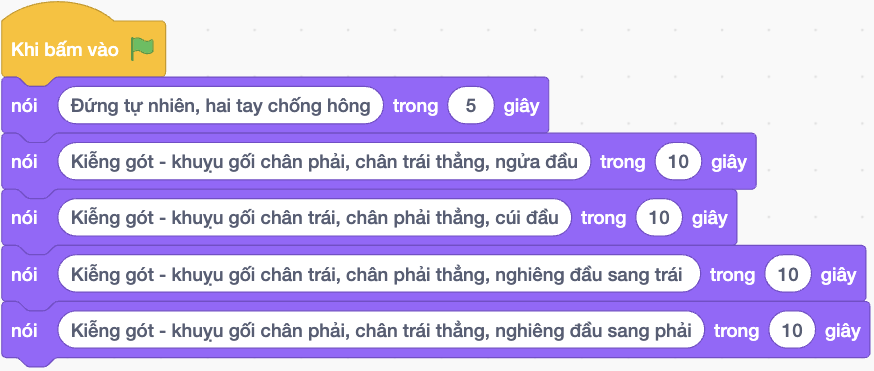 Khi bấm vào
nói Đứng tự nhiên, hai tay chống hông trong 5 giây
nói Kiễng gót - khuỵu gối chân phải, chân trái thẳng, ngửa đầu trong 10 giây
nói Kiễng gót - khuỵu gối chân trái, chân phải thẳng, cúi đầu trong 10 giây
nói Kiễng gót - khuỵu gối chân trái, chân phải thẳng, nghiêng đầu sang trái trong 10 giây
nói Kiễng gót - khuỵu gối chân phải, chân trái thẳng, nghiêng đầu sang phải trong 10 giây